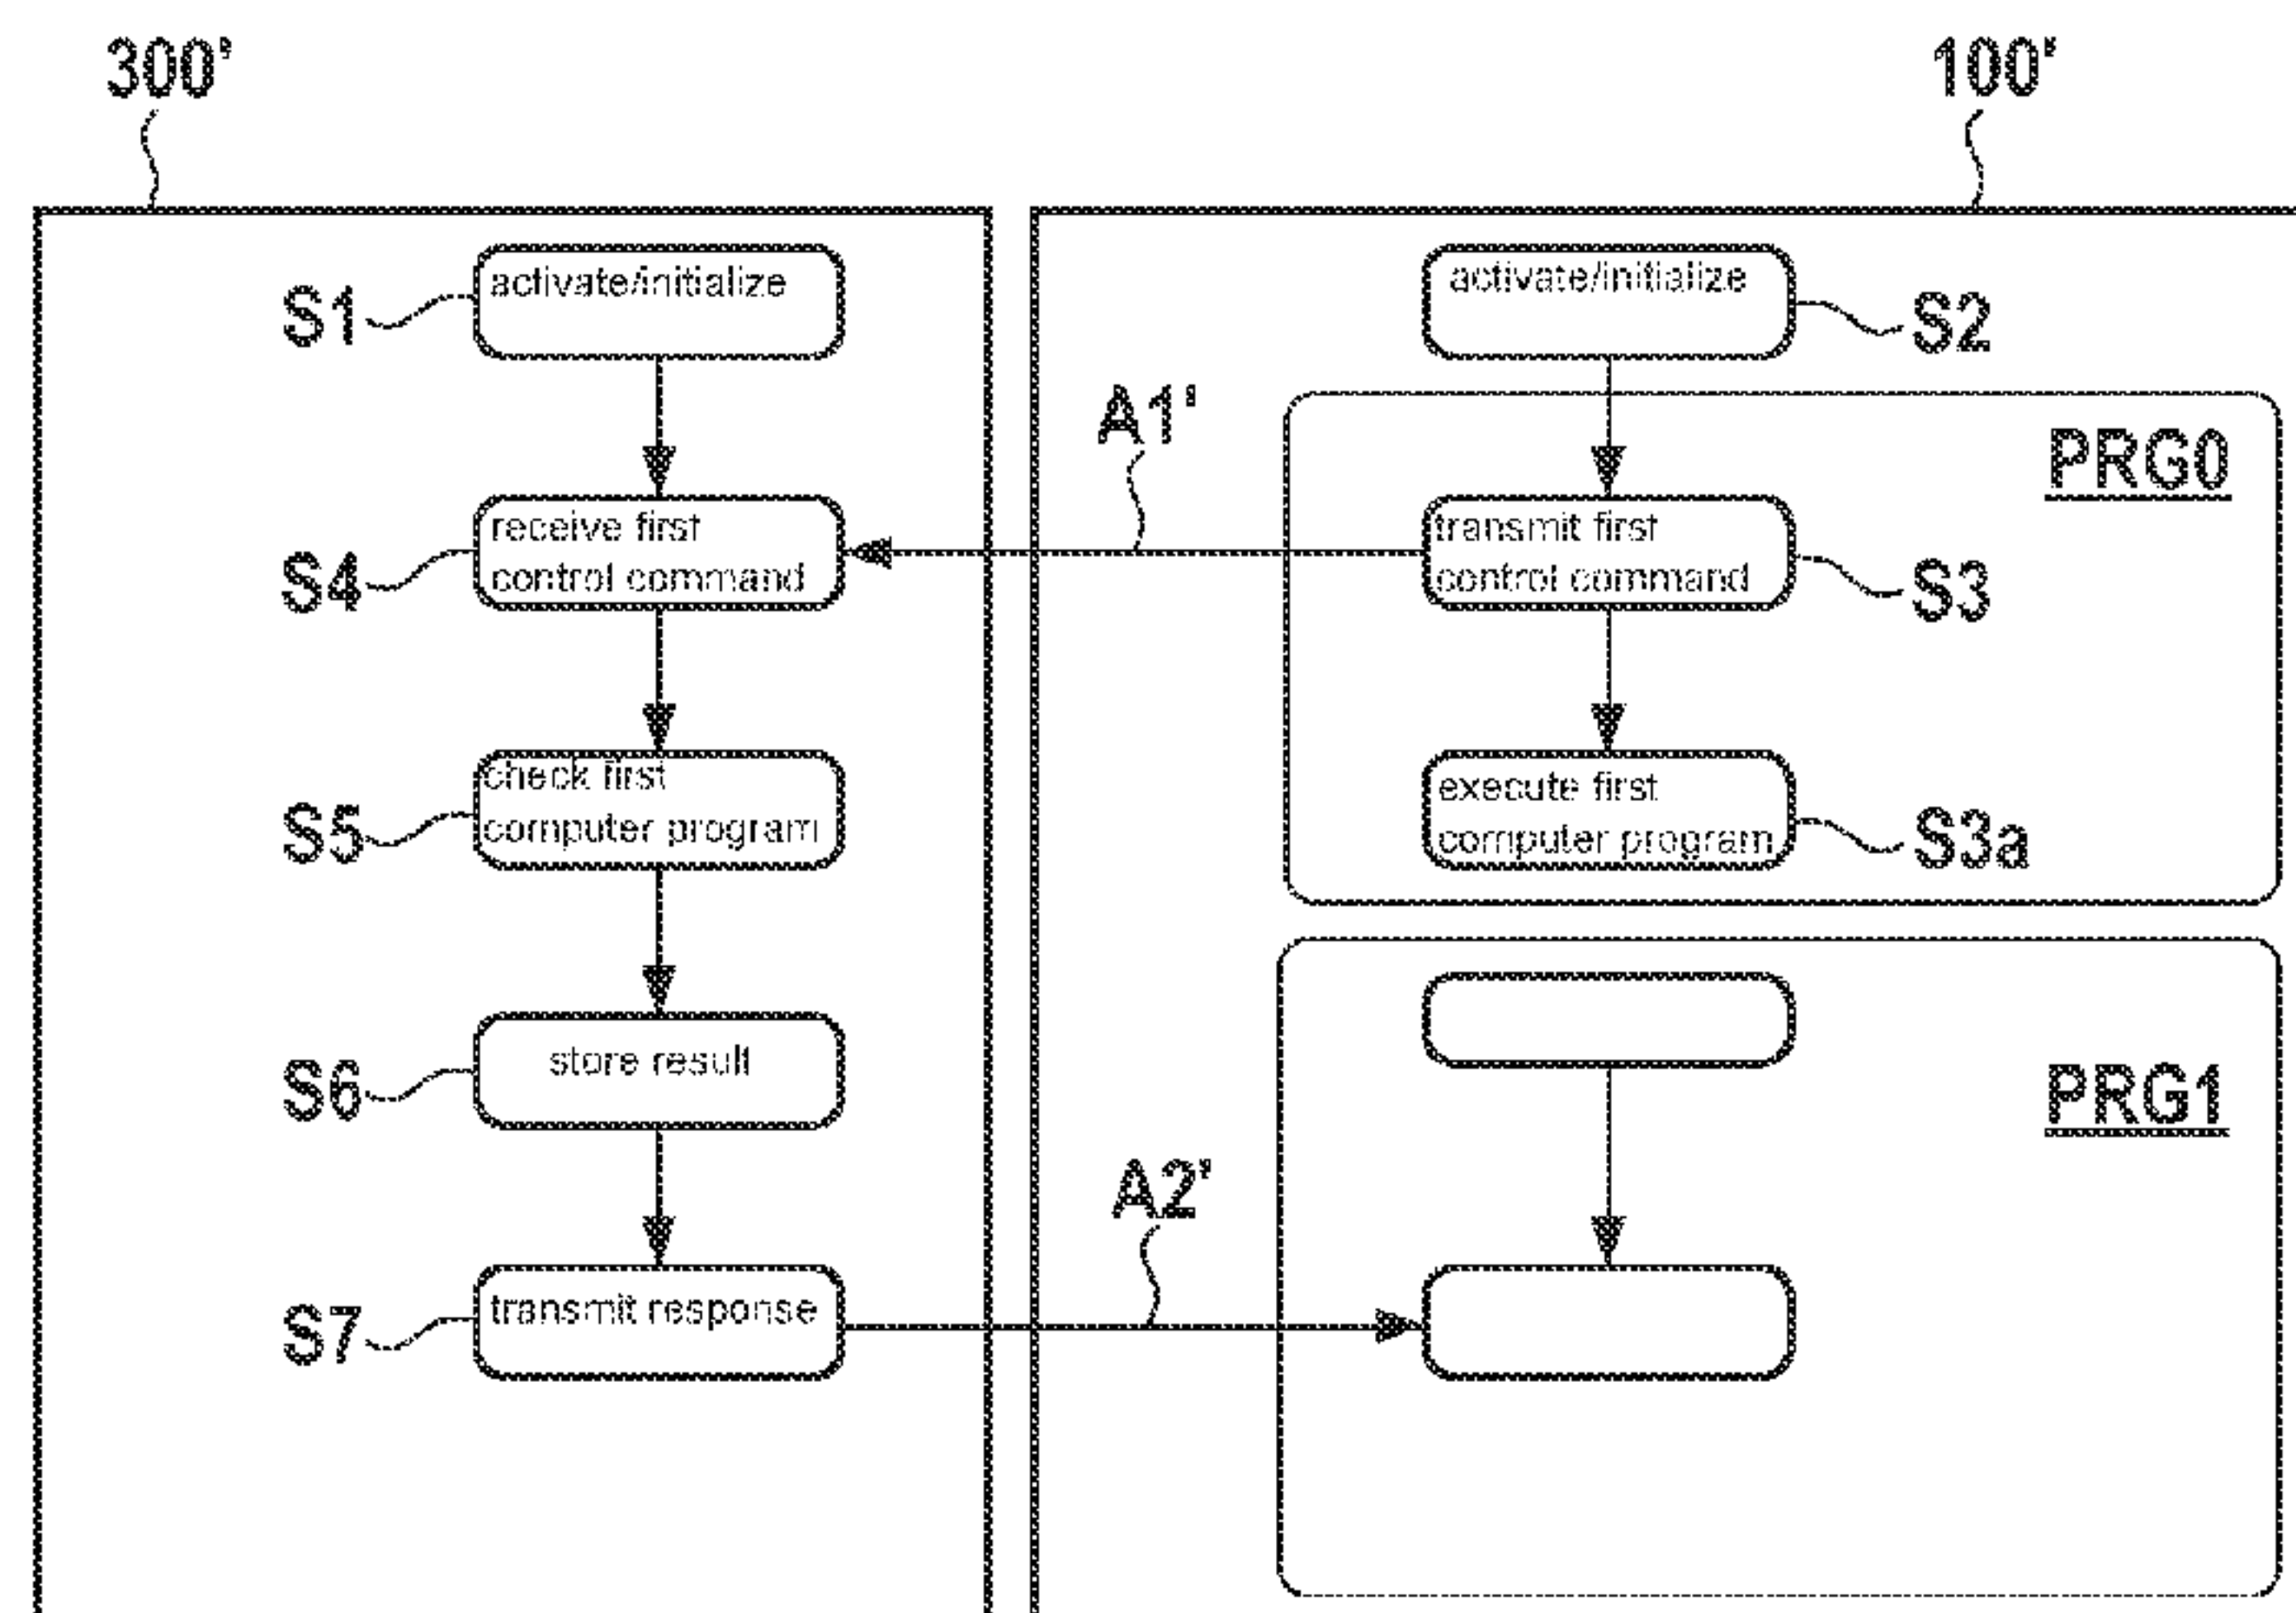 300'
100'
S1
activate/initialize
activate/initialize
S2
A1'
PRG0
S4
receive first
control command
transmit first
control command
S3
S5
check first
computer program
execute first
computer program
S3a
S6
store result
PRG1
A2'
S7
transmit response